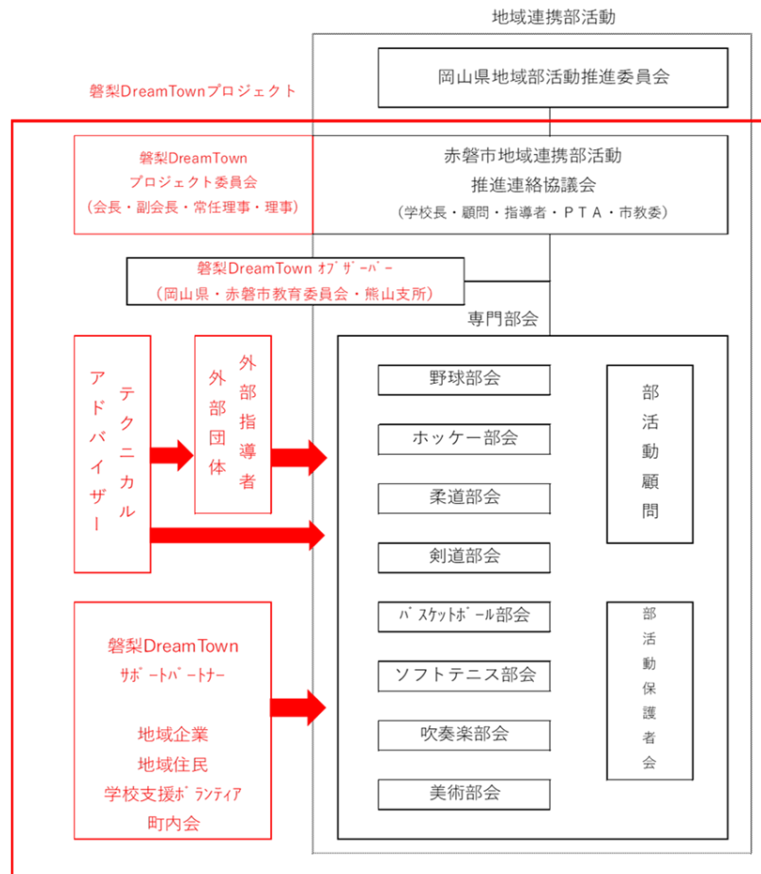 地域連携部活動
岡山県地域部活動推進委員会
磐梨DreamTownプロジェクト
磐梨DreamTown
プロジェクト委員会
(会長・副会長・常任理事・理事)
赤磐市地域連携部活動
推進連絡協議会
(学校長・顧問・指導者・ＰＴＡ・市教委)
磐梨DreamTown ｵﾌﾞｻﾞｰﾊﾞｰ
(岡山県・赤磐市教育委員会・熊山支所)
専門部会
テクニカル
アドバイザー
外部指導者
外部団体
野球部会
ホッケー部会
柔道部会
剣道部会
ﾊﾞｽｹｯﾄﾎﾞｰﾙ部会
ソフトテニス部会
吹奏楽部会
美術部会
部活動顧問
部活動保護者会
磐梨DreamTown
ｻﾎﾟｰﾄﾊﾟｰﾄﾅｰ
地域企業
地域住民
学校支援ﾎﾞﾗﾝﾃｨｱ
町内会